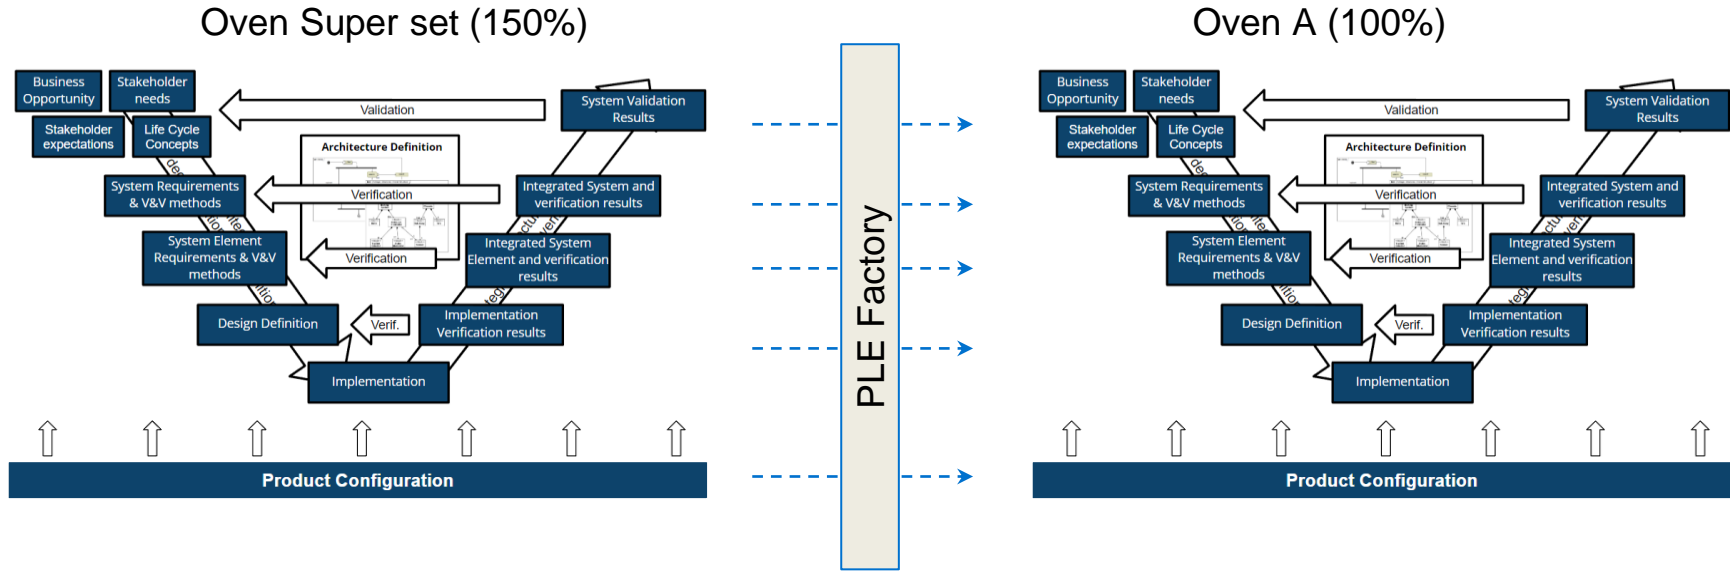 Oven Super set (150%)
Oven A (100%)
Business
Opportunity
Stakeholder
needs
Stakeholder
expectations
Life Cycle
Concepts
Validation
System Validation
Results
Architecture Definition
System Requirements
& V&V methods
Verification
Integrated System and
verification results
System Element
Requirements & V&V
methods
Verification
Integrated System
Element and verification
results
Design Definition
Verif.
Implementation
Verification results
Implementation
Product Configuration
PLE Factory
Business
Opportunity
Stakeholder
needs
Stakeholder
expectations
Life Cycle
Concepts
Validation
System Validation
Results
Architecture Definition
System Requirements
& V&V methods
Verification
Integrated System and
verification results
System Element
Requirements & V&V
methods
Verification
Integrated System
Element and verification
results
Design Definition
Verif.
Implementation
Verification results
Implementation
Product Configuration